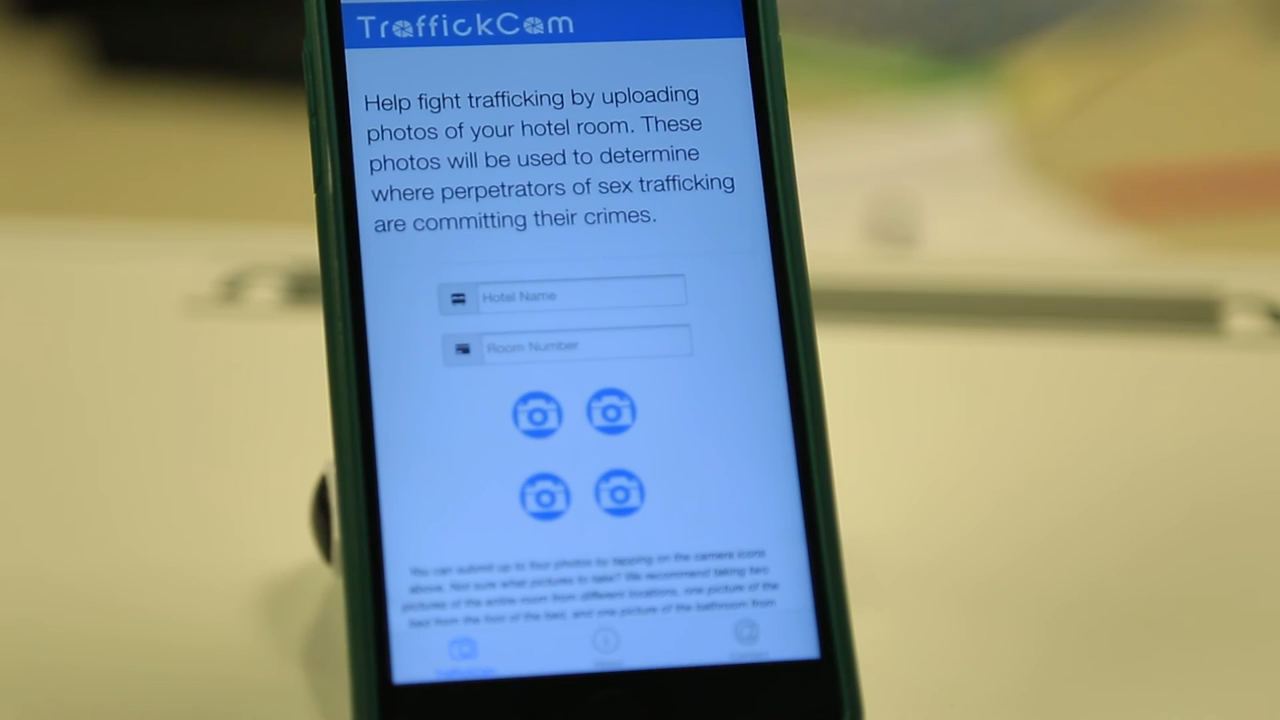 TraffickCam
Help fight trafficking by uploading
photos of your hotel room. These
photos will be used to determine
where perpetrators of sex trafficking
are committing their crimes.
Hotel Name
Room Number
You can submit up to four photos by tapping on the camera icons
above. Not sure what pictures to take? We recommend taking two
pictures of the entire room from different locations, one picture of the
bed from the foot of the bed, and one picture of the bathroom from